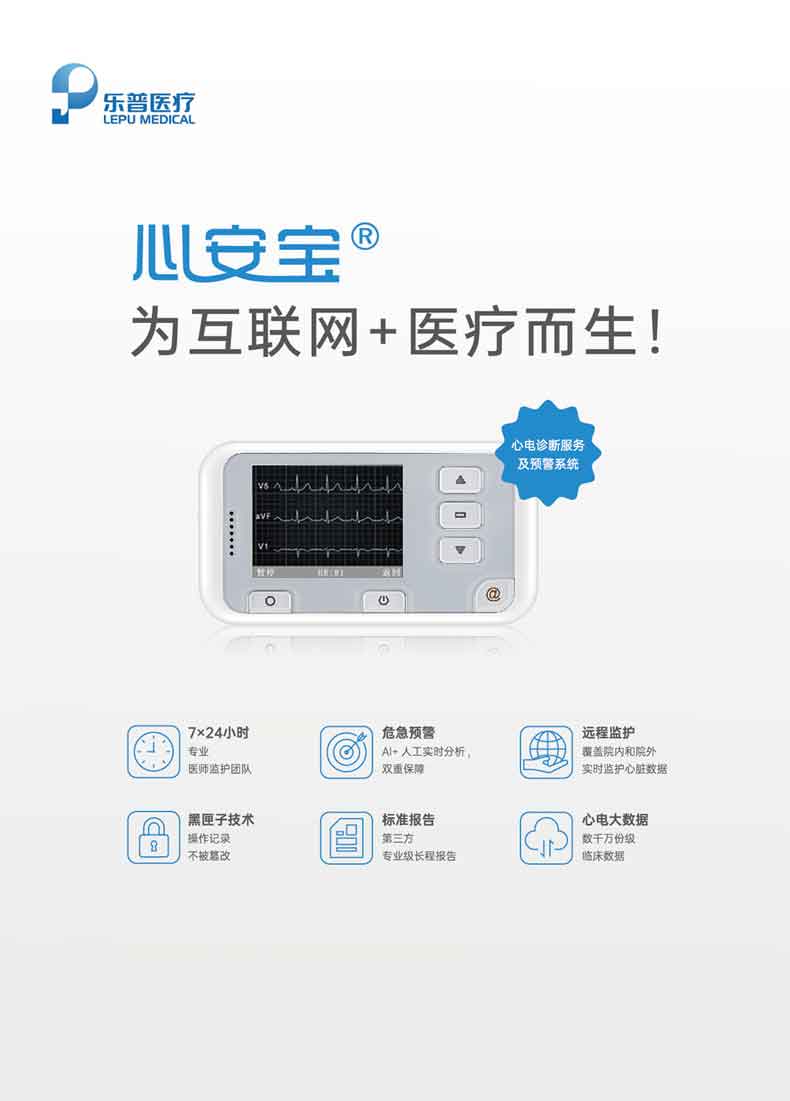 乐普医疗
LEPU MEDICAL
心安宝®
为互联网+医疗而生!
心电诊断服务
及预警系统
V5
aVF
V1
暂停
返回
@
7×24小时
专业
医师监护团队
危急预警
AI+ 人工实时分析,
双重保障
远程监护
覆盖院内和院外
实时监护心脏数据
黑匣子技术
操作记录
不被篡改
标准报告
第三方
专业级长程报告
心电大数据
数千万份级
临床数据